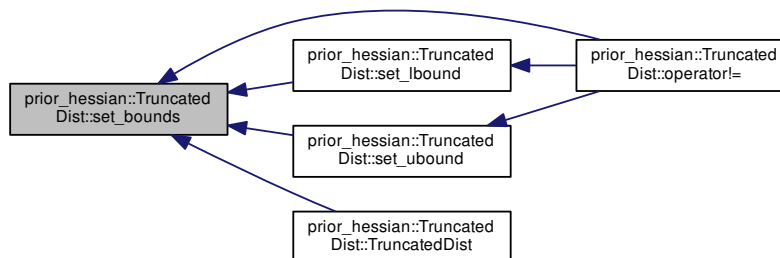 prior_hessian::Truncated
Dist::set_bounds
prior_hessian::Truncated
Dist::set_lbound
prior_hessian::Truncated
Dist::set_ubound
prior_hessian::Truncated
Dist::TruncatedDist
prior_hessian::Truncated
Dist::operator!=